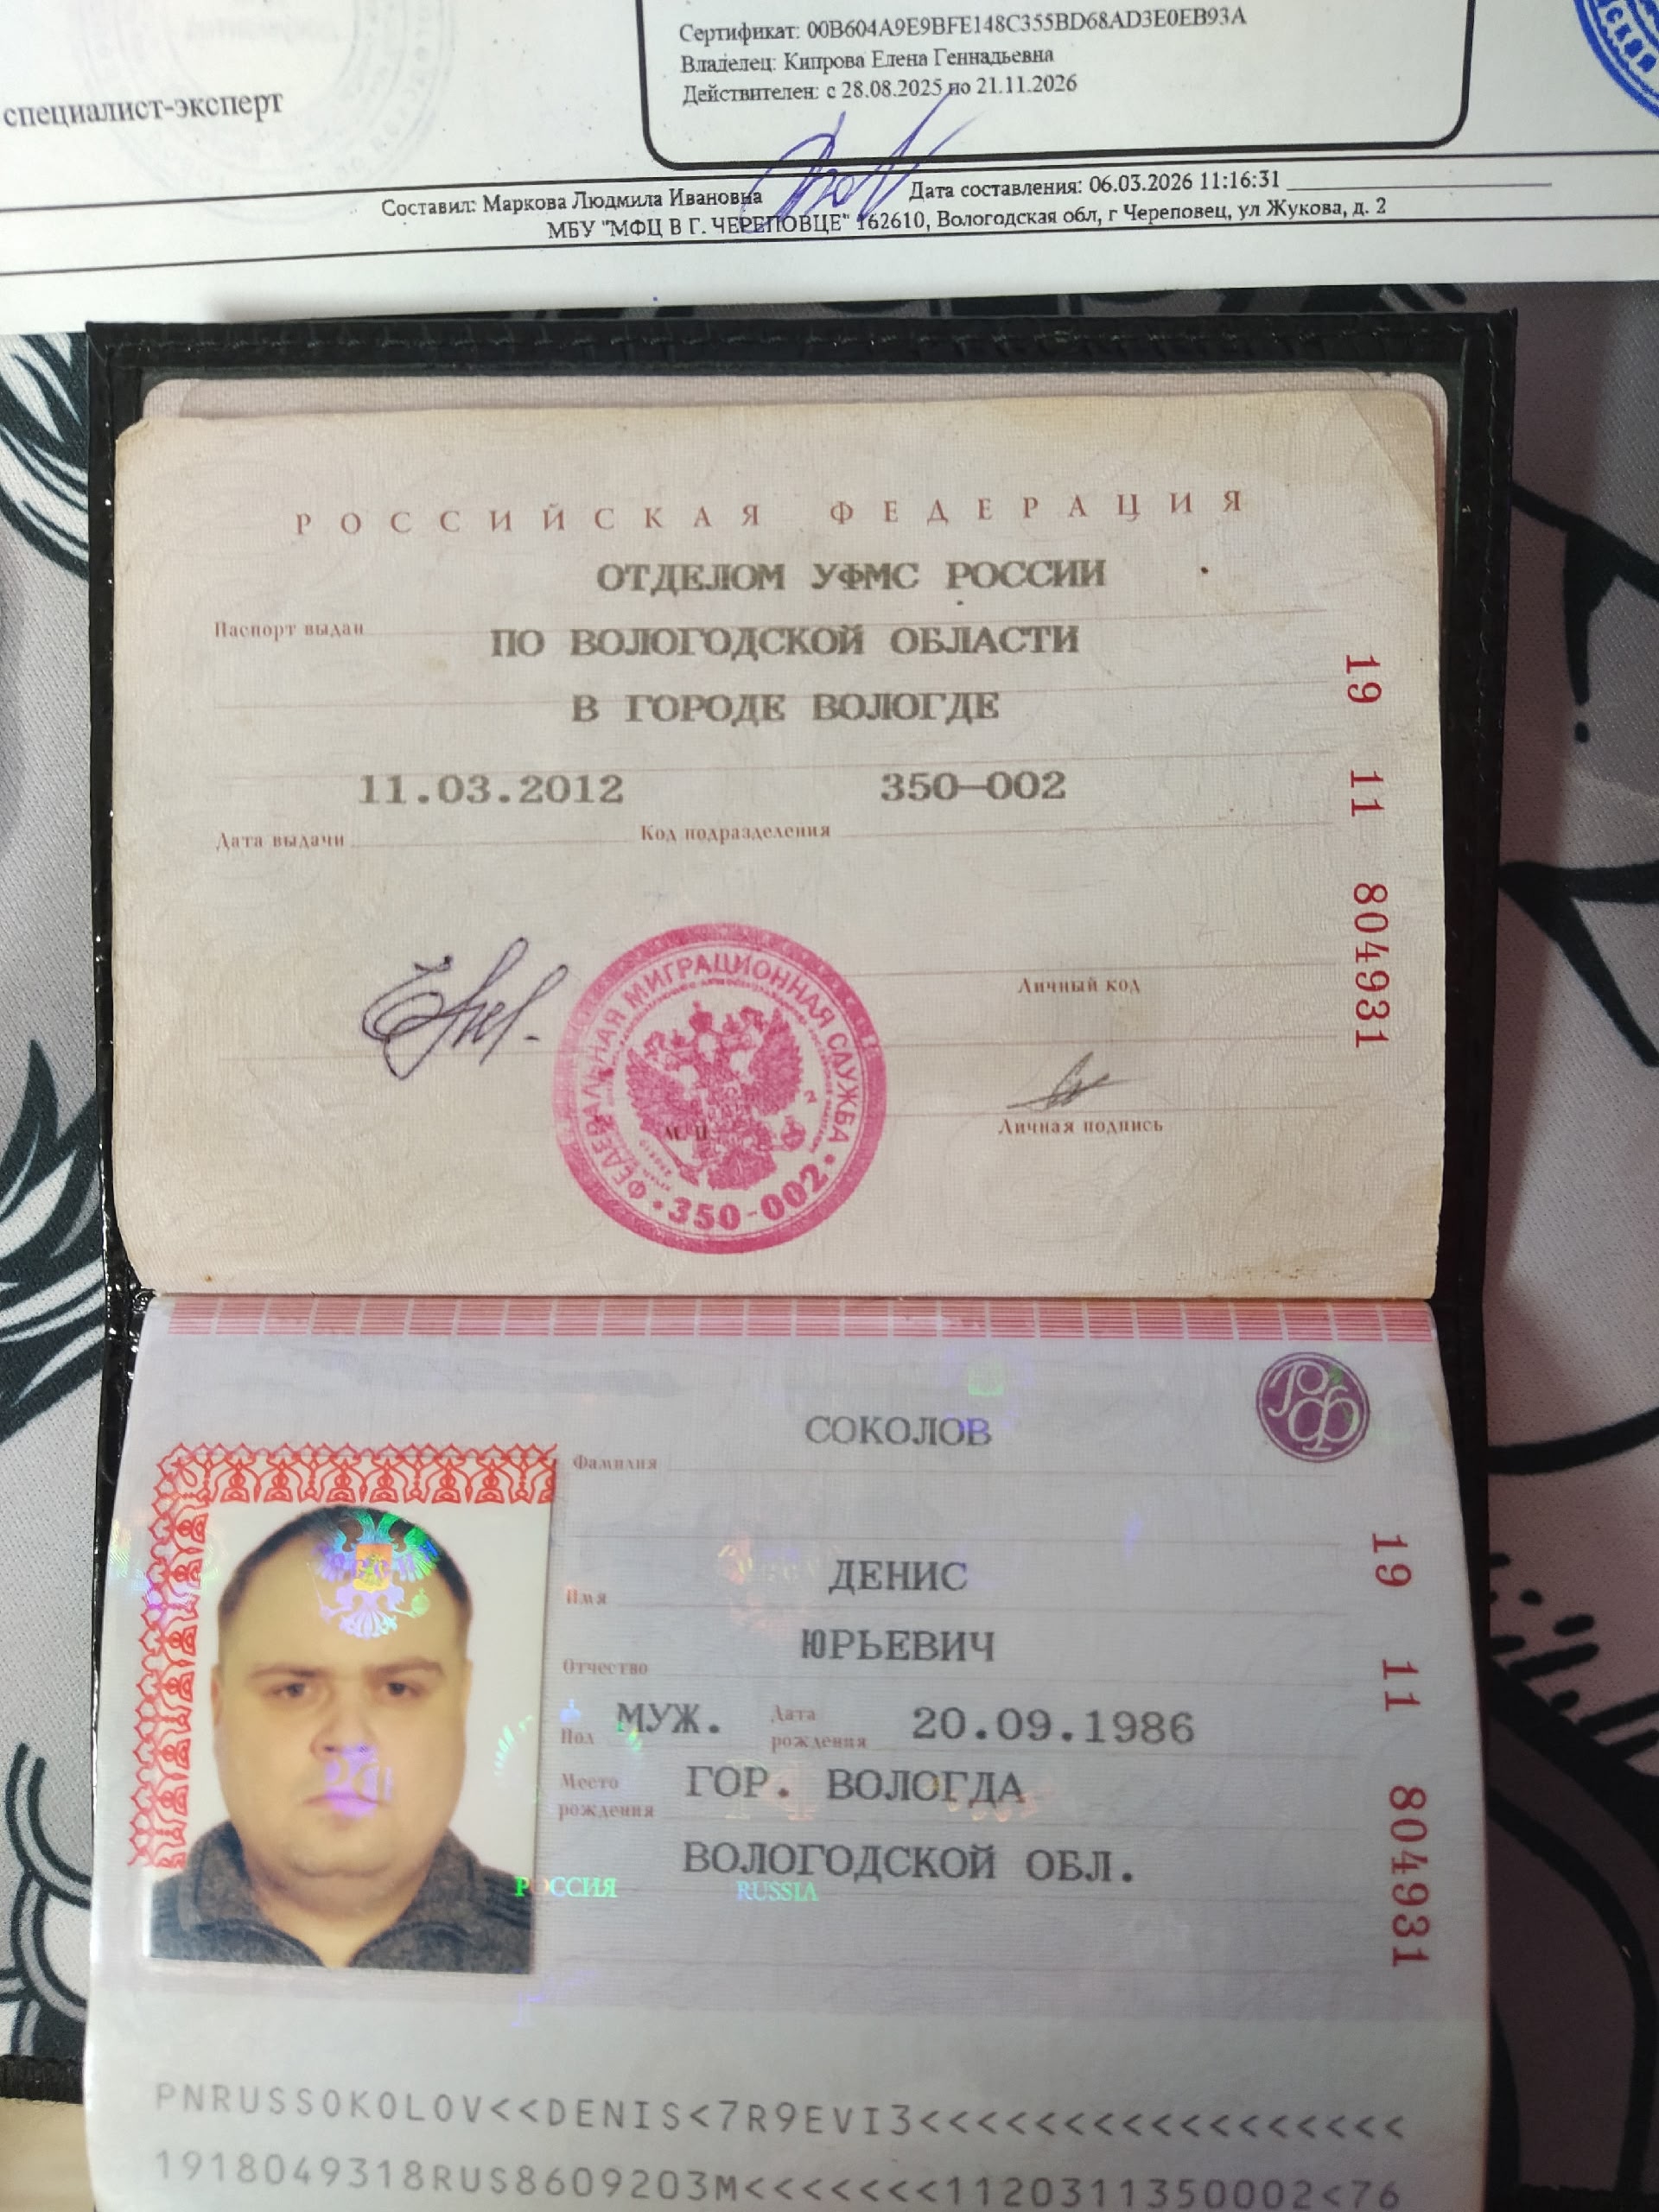 Сертификат: 00B604A9E9BFE148C355BD68AD3E0EB93A
Владелец: Кипрова Елена Геннадьевна
Действителен: с 28.08.2025 по 21.11.2026
специалист-эксперт
Составил: Маркова Людмила Ивановна Дата составления: 06.03.2026 11:16:31
МБУ "МФЦ В Г. ЧЕРЕПОВЦЕ" 162610, Вологодская обл, г Череповец, ул Жукова, д. 2
РОССИЙСКАЯ ФЕДЕРАЦИЯ
ОТДЕЛОМ УФМС РОССИИ
Паспорт выдан
ПО ВОЛОГОДСКОЙ ОБЛАСТИ
В ГОРОДЕ ВОЛОГДЕ
11.03.2012 350-002
Дата выдачи Код подразделения
19 11 804931
Личный код
ФЕДЕРАЛЬНАЯ МИГРАЦИОННАЯ СЛУЖБА
350-002
2
М П
Личная подпись
РФ
СОКОЛОВ
Фамилия
ДЕНИС
Имя
ЮРЬЕВИЧ
Отчество
Пол МУЖ. Дата рождения 20.09.1986
Место рождения ГОР. ВОЛОГДА
ВОЛОГОДСКОЙ ОБЛ.
РОССИЯ RUSSIA
19 11 804931
PNRUSSOKOLOV<<DENIS<7R9EVI3<<<<<<<<<<<<<<<<<
1918049318RUS8609203M<<<<<<<1120311350002<76